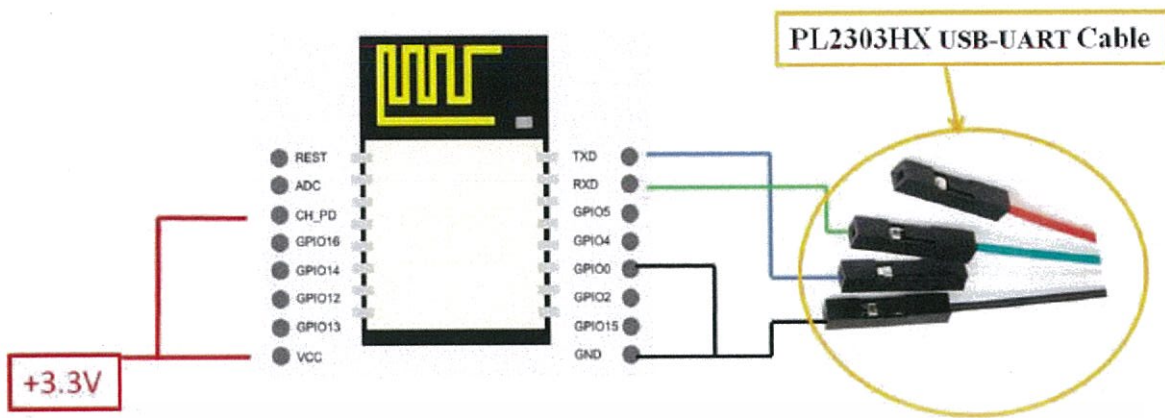 PL2303HX USB-UART Cable
REST
ADC
CH_PD
GPIO16
GPIO14
GPIO12
GPIO13
VCC
TXD
RXD
GPIO5
GPIO4
GPIO0
GPIO2
GPIO15
GND
+3.3V